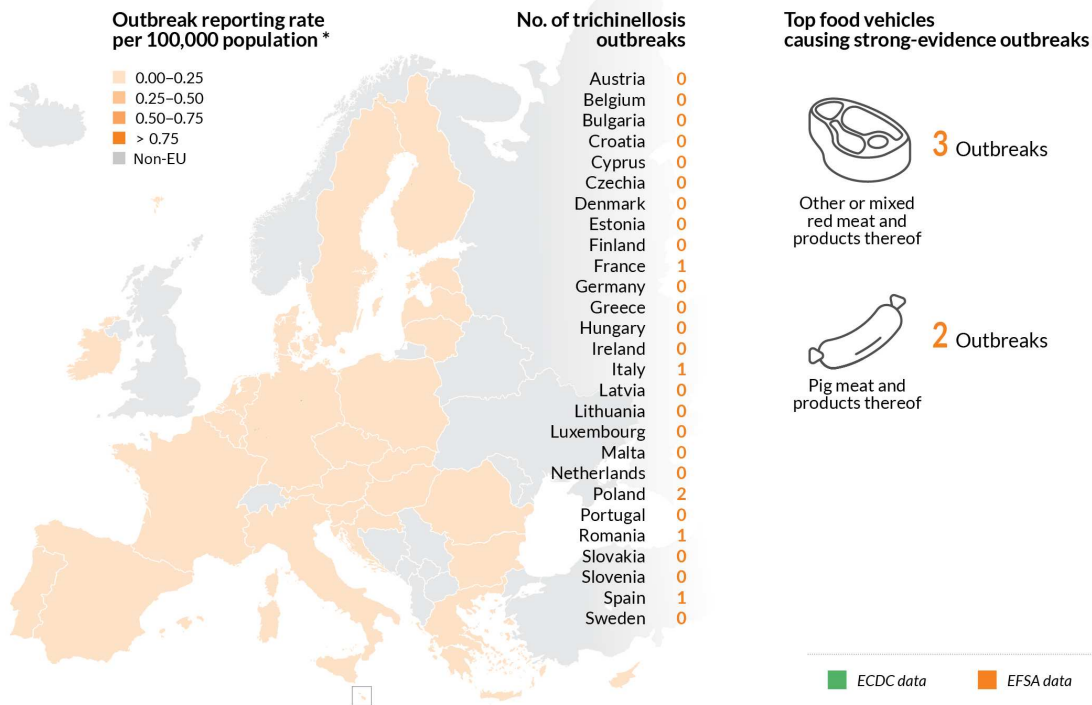 Outbreak reporting rate
per 100,000 population *
0.00–0.25
0.25–0.50
0.50–0.75
> 0.75
Non-EU
No. of trichinellosis
outbreaks
Austria 0
Belgium 0
Bulgaria 0
Croatia 0
Cyprus 0
Czechia 0
Denmark 0
Estonia 0
Finland 0
France 1
Germany 0
Greece 0
Hungary 0
Ireland 0
Italy 1
Latvia 0
Lithuania 0
Luxembourg 0
Malta 0
Netherlands 0
Poland 2
Portugal 0
Romania 1
Slovakia 0
Slovenia 0
Spain 1
Sweden 0
Top food vehicles
causing strong-evidence outbreaks
3 Outbreaks
Other or mixed
red meat and
products thereof
2 Outbreaks
Pig meat and
products thereof
ECDC data
EFSA data